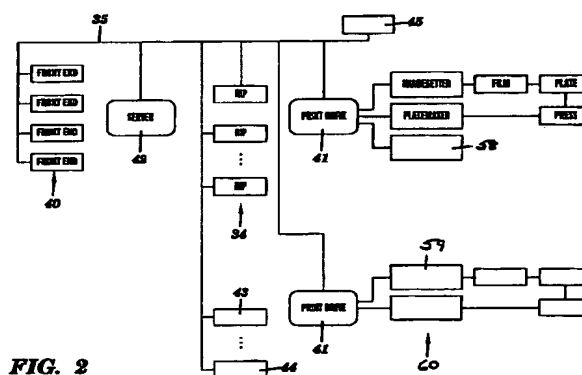 35
45
FRONT END
FRONT END
FRONT END
FRONT END
40
SERVER
RIP
RIP
RIP
34
PRINT DRIVE
41
IMAGESETTER
FILM
PLATE
PLATEMAKER
PRESS
58
43
44
PRINT DRIVE
41
59
60
FIG. 2